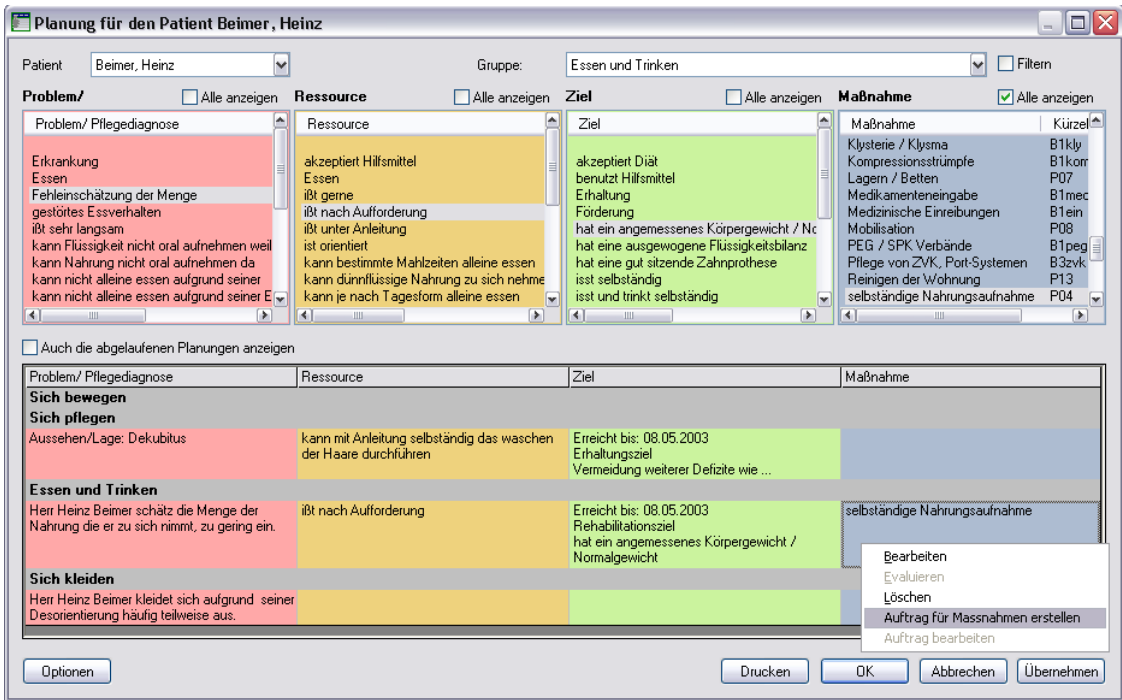 Planung für den Patient Beimer, Heinz
Patient Beimer, Heinz Gruppe: Essen und Trinken Filtern
Problem/ Alle anzeigen Ressource Alle anzeigen Ziel Alle anzeigen Maßnahme Alle anzeigen
Problem/ Pflegediagnose
Erkrankung
Essen
Fehleinschätzung der Menge
gestörtes Essverhalten
ißt sehr langsam
kann Flüssigkeit nicht oral aufnehmen weil
kann Nahrung nicht oral aufnehmen da
kann nicht alleine essen aufgrund seiner
kann nicht alleine essen aufgrund seiner E
Ressource
akzeptiert Hilfsmittel
Essen
ißt gerne
ißt nach Aufforderung
ißt unter Anleitung
ist orientiert
kann bestimmte Mahlzeiten alleine essen
kann dünnflüssige Nahrung zu sich nehme
kann je nach Tagesform alleine essen
Ziel
akzeptiert Diät
benutzt Hilfsmittel
Erhaltung
Förderung
hat ein angemessenes Körpergewicht / No
hat eine ausgewogene Flüssigkeitsbilanz
hat eine gut sitzende Zahnprothese
isst selbständig
isst und trinkt selbständig
Maßnahme Kürzel
Klysterie / Klysma B1kly
Kompressionsstrümpfe B1kom
Lagern / Betten P07
Medikamenteneingabe B1med
Medizinische Einreibungen B1ein
Mobilisation P08
PEG / SPK Verbände B1peg
Pflege von ZVK, Port-Systemen B3zvk
Reinigen der Wohnung P13
selbständige Nahrungsaufnahme P04
Auch die abgelaufenen Planungen anzeigen
Problem/ Pflegediagnose Ressource Ziel Maßnahme
Sich bewegen
Sich pflegen
Aussehen/Lage: Dekubitus
kann mit Anleitung selbständig das waschen
der Haare durchführen
Erreicht bis: 08.05.2003
Erhaltungsziel
Vermeidung weiterer Defizite wie ...
Essen und Trinken
Herr Heinz Beimer schätz die Menge der
Nahrung die er zu sich nimmt, zu gering ein.
ißt nach Aufforderung
Erreicht bis: 08.05.2003
Rehabilitationsziel
hat ein angemessenes Körpergewicht /
Normalgewicht
selbständige Nahrungsaufnahme
Sich kleiden
Herr Heinz Beimer kleidet sich aufgrund seiner
Desorientierung häufig teilweise aus.
Bearbeiten
Evaluieren
Löschen
Auftrag für Massnahmen erstellen
Auftrag bearbeiten
Optionen Drucken OK Abbrechen Übernehmen